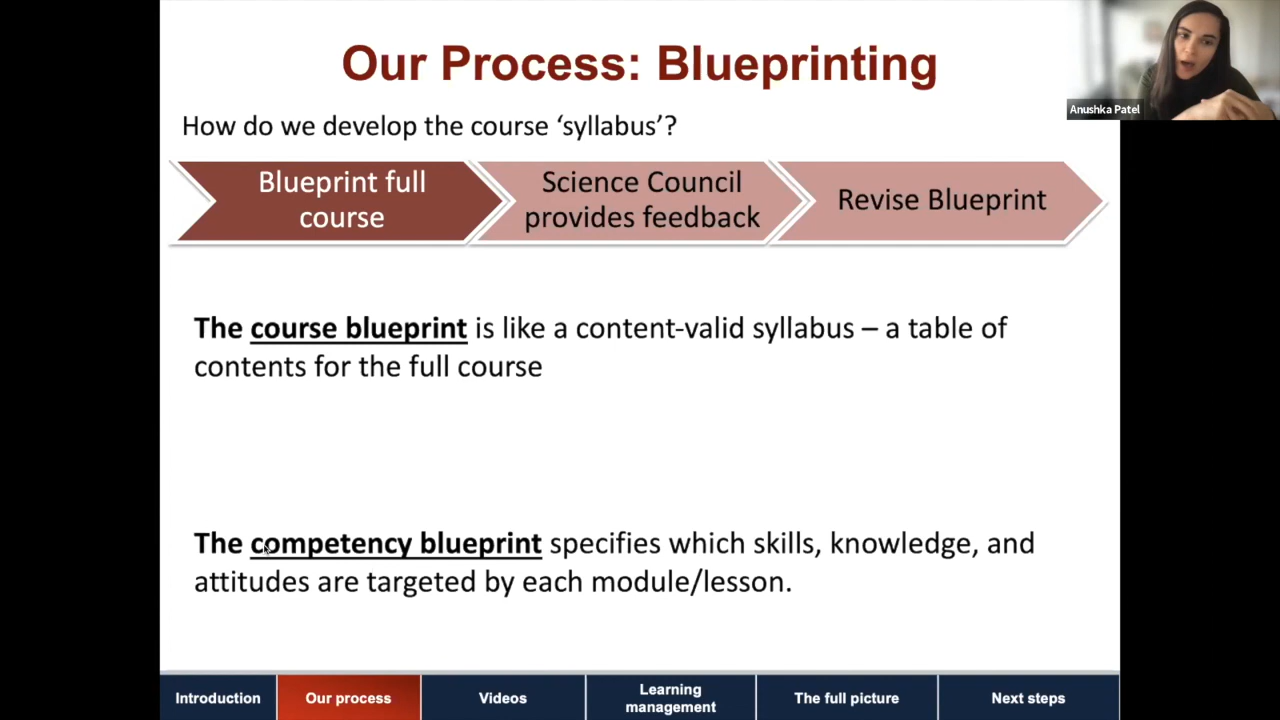 Our Process: Blueprinting
Anushka Patel
How do we develop the course ‘syllabus’?
Blueprint full
course
Science Council
provides feedback
Revise Blueprint
The course blueprint is like a content-valid syllabus – a table of
contents for the full course
The competency blueprint specifies which skills, knowledge, and
attitudes are targeted by each module/lesson.
Introduction
Our process
Videos
Learning
management
The full picture
Next steps